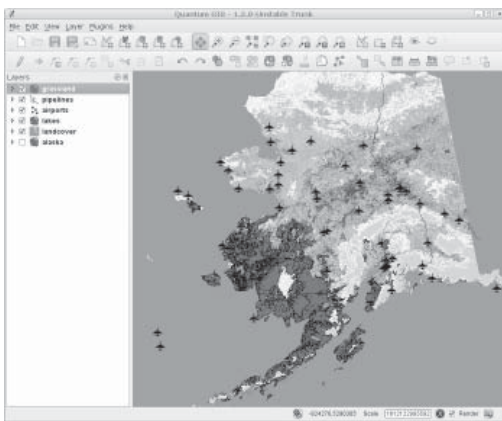 Quantum GIS - 1.2.0-Unstable Trunk
File Edit View Layer Plugins Help
Layers
grassland
pipelines
airports
lakes
landcover
alaska
Scale
Render